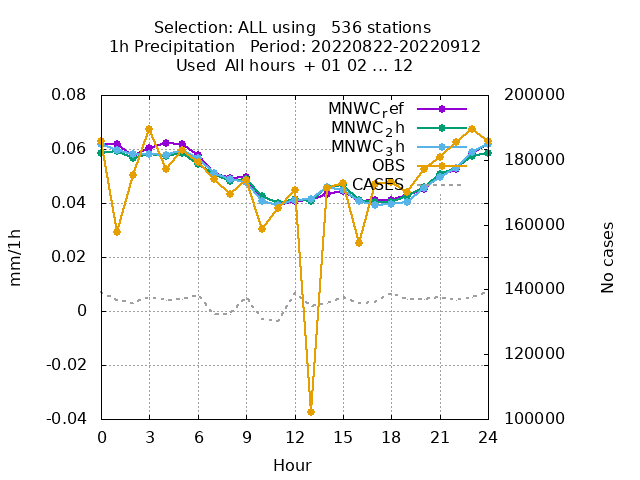 Selection: ALL using   536 stations
1h Precipitation   Period: 20220822-20220912
Used  All hours  + 01 02 ... 12
0.08
0.06
0.04
0.02
0
-0.02
-0.04
200000
180000
160000
140000
120000
100000
mm/1h
No cases
MNWC_ref
MNWC_2h
MNWC_3h
OBS
CASES
0 3 6 9 12 15 18 21 24
Hour